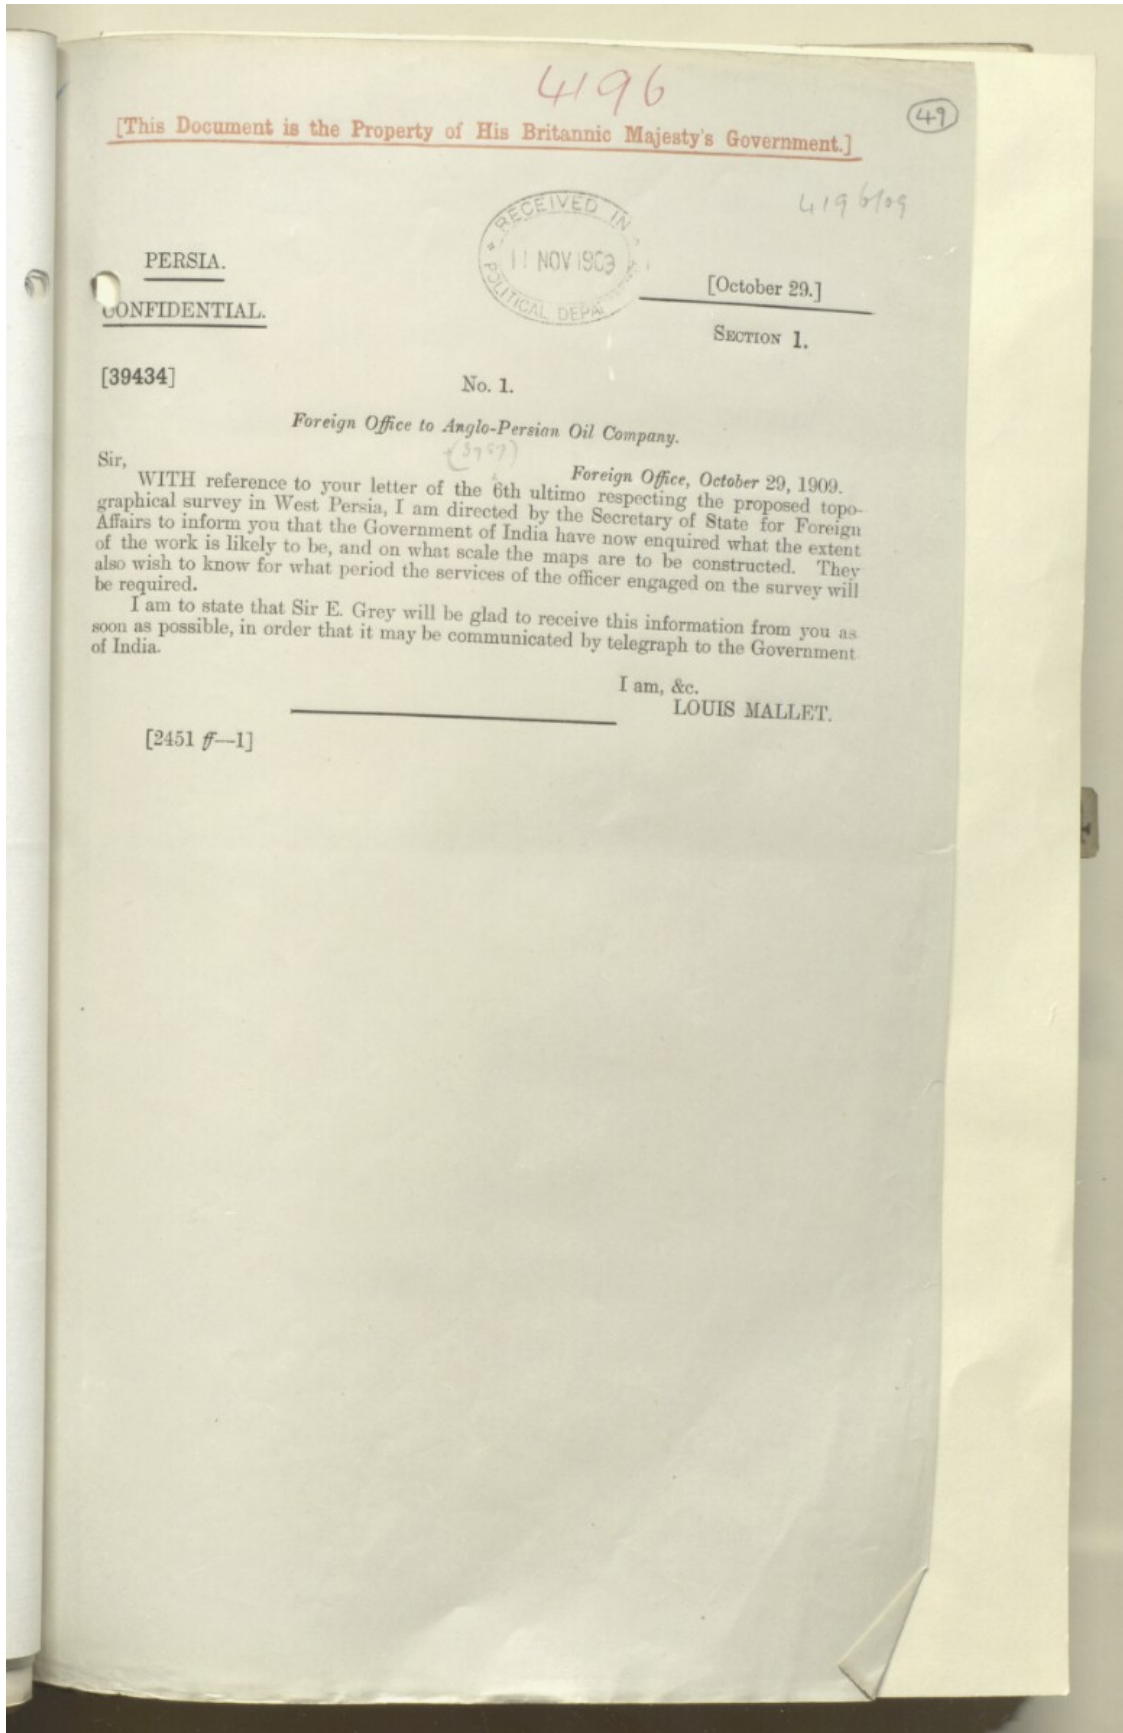 4196
49
[This Document is the Property of His Britannic Majesty's Government.]
4196/09
RECEIVED IN
11 NOV 1909
POLITICAL DEPA
PERSIA.
CONFIDENTIAL.
[October 29.]
SECTION 1.
[39434]
No. 1.
Foreign Office to Anglo-Persian Oil Company.
Sir,
Foreign Office, October 29, 1909.
WITH reference to your letter of the 6th ultimo respecting the proposed topo-
graphical survey in West Persia, I am directed by the Secretary of State for Foreign
Affairs to inform you that the Government of India have now enquired what the extent
of the work is likely to be, and on what scale the maps are to be constructed. They
also wish to know for what period the services of the officer engaged on the survey will
be required.
I am to state that Sir E. Grey will be glad to receive this information from you as
soon as possible, in order that it may be communicated by telegraph to the Government
of India.
I am, &c.
LOUIS MALLET.
[2451 ff—1]